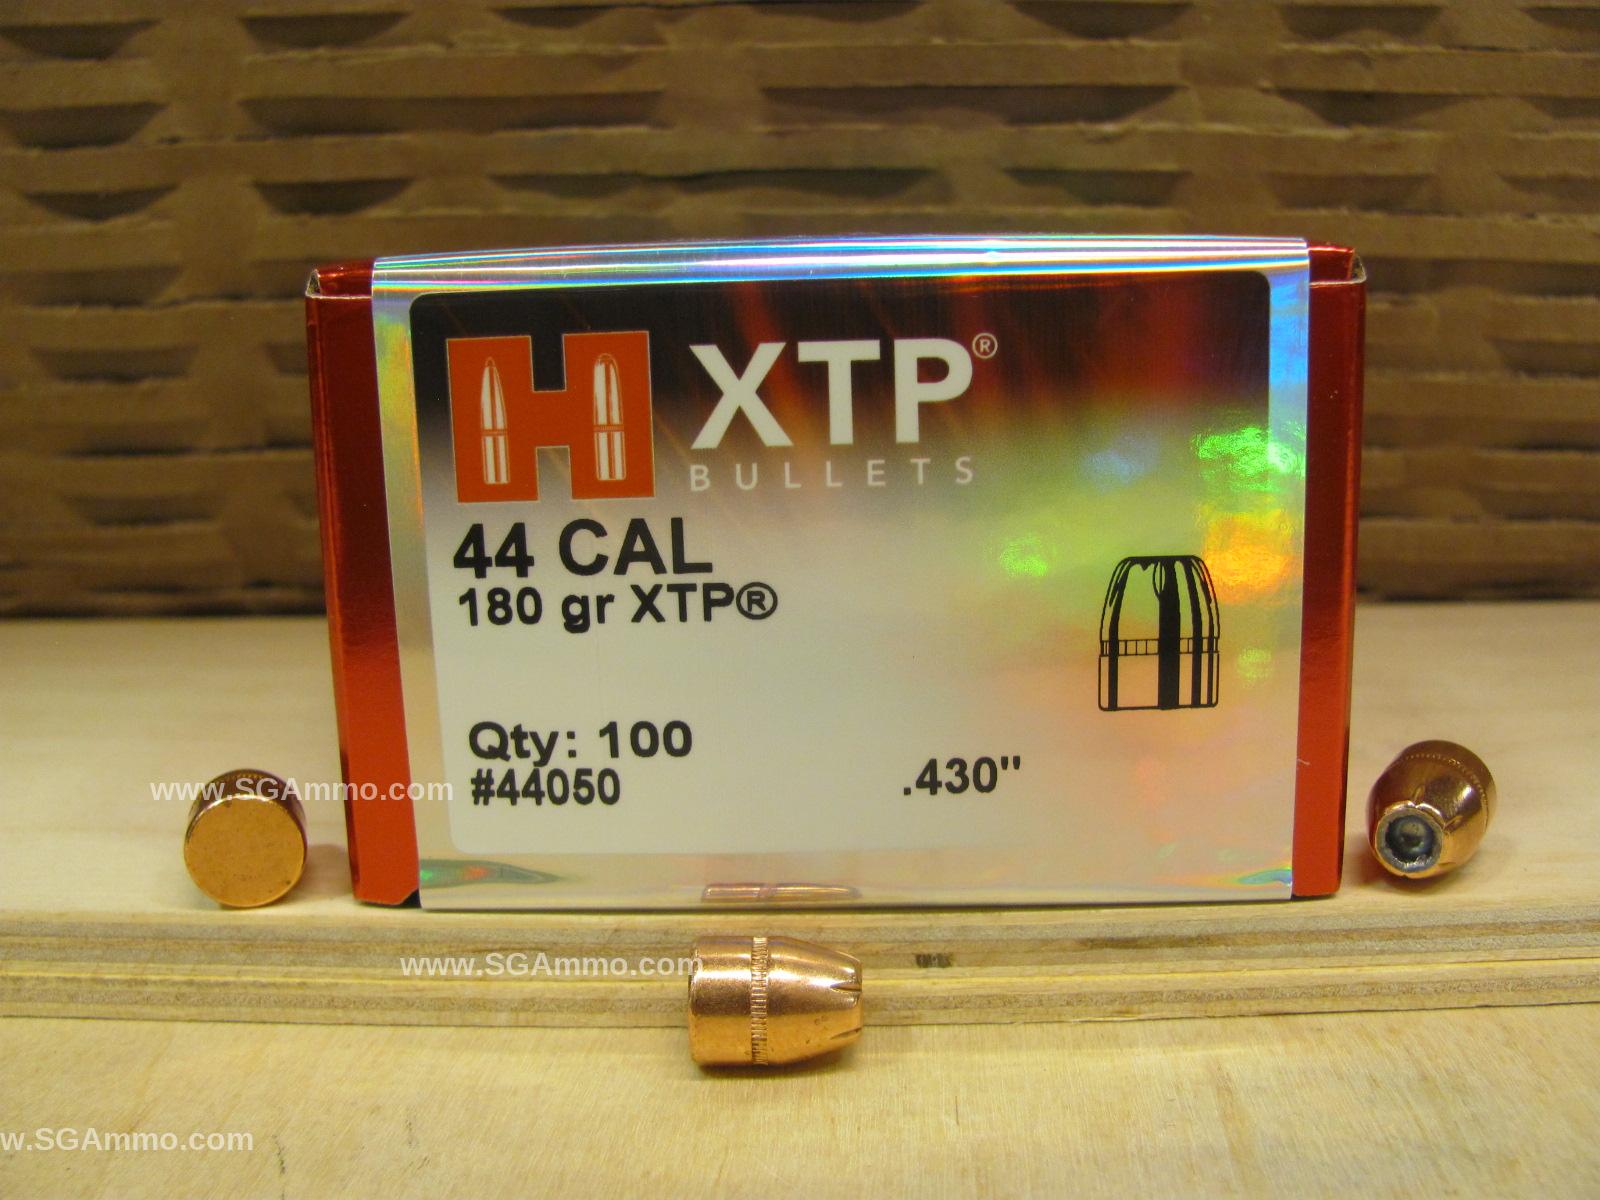 XTP®
BULLETS
44 CAL
180 gr XTP®
Qty: 100
#44050
.430"
www.SGAmmo.com
www.SGAmmo.com
w.SGAmmo.com